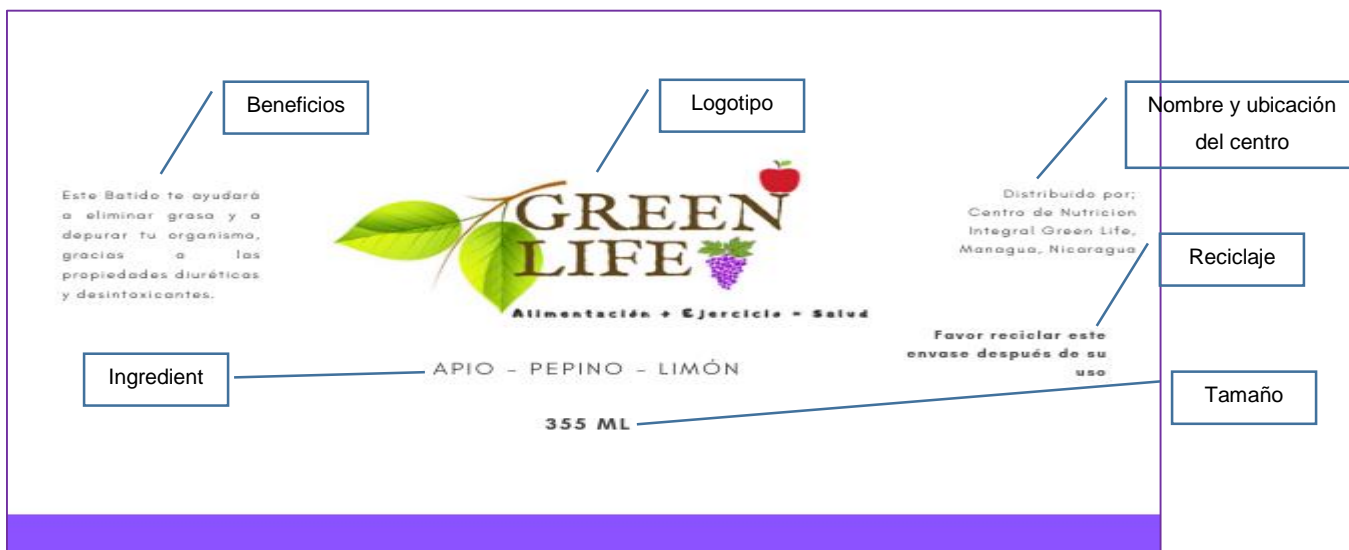 Beneficios
Logotipo
Nombre y ubicación
del centro
Este Batido te ayudará
a eliminar grasa y a
depurar tu organismo,
gracias a las
propiedades diuréticas
y desintoxicantes.
GREEN
LIFE
Alimentación + Ejercicio = Salud
Distribuido por;
Centro de Nutricion
Integral Green Life,
Managua, Nicaragua
Reciclaje
Favor reciclar este
envase después de su
uso
Ingredient
APIO - PEPINO - LIMÓN
Tamaño
355 ML